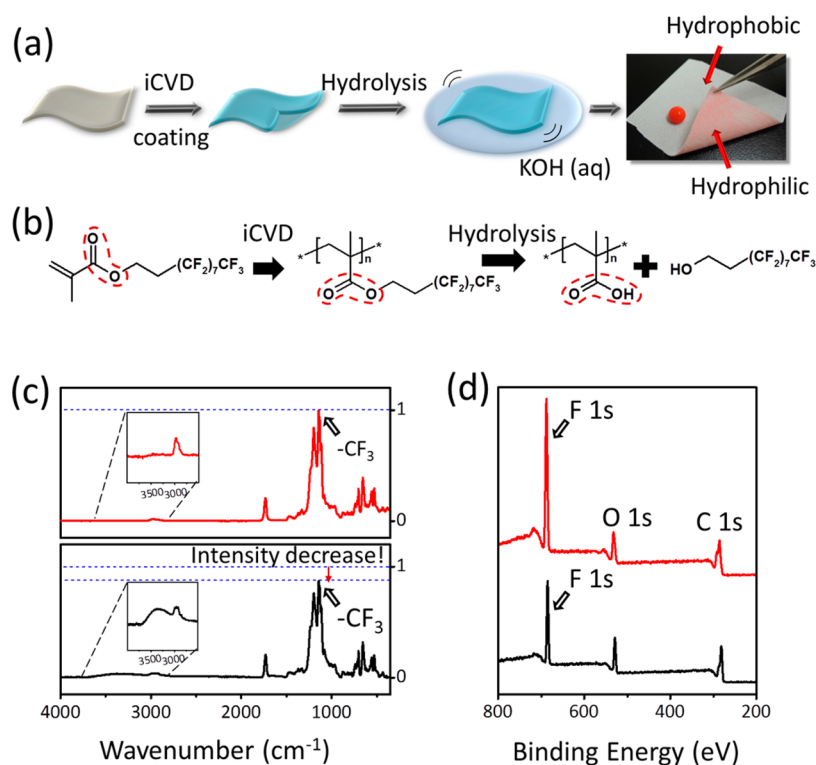 (a)
iCVD
coating
Hydrolysis
KOH (aq)
Hydrophobic
Hydrophilic
(b)
O
O
(CF2)7CF3
iCVD
*
n
*
O
O
(CF2)7CF3
Hydrolysis
*
n
*
O
OH
HO
(CF2)7CF3
(c)
1
-CF3
3500 3000
0
Intensity decrease!
1
-CF3
3500 3000
0
4000 3000 2000 1000
Wavenumber (cm-1)
(d)
F 1s
O 1s
C 1s
F 1s
800 600 400 200
Binding Energy (eV)